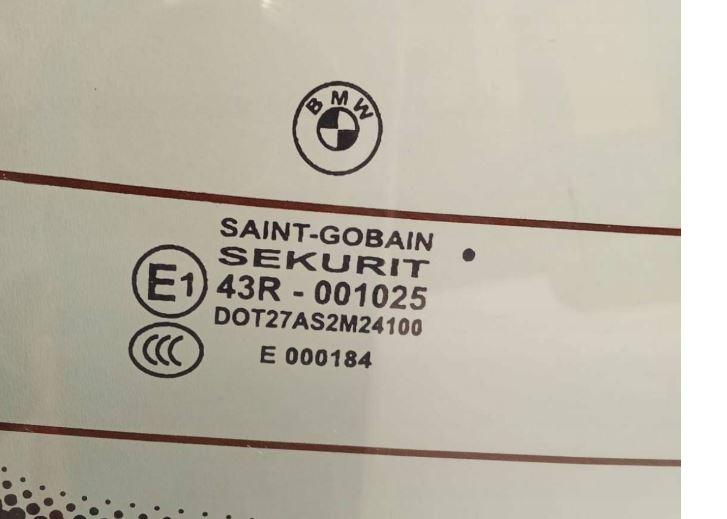 BMW
SAINT-GOBAIN
SEKURIT
E1 43R - 001025
DOT27AS2M24100
CCC E 000184